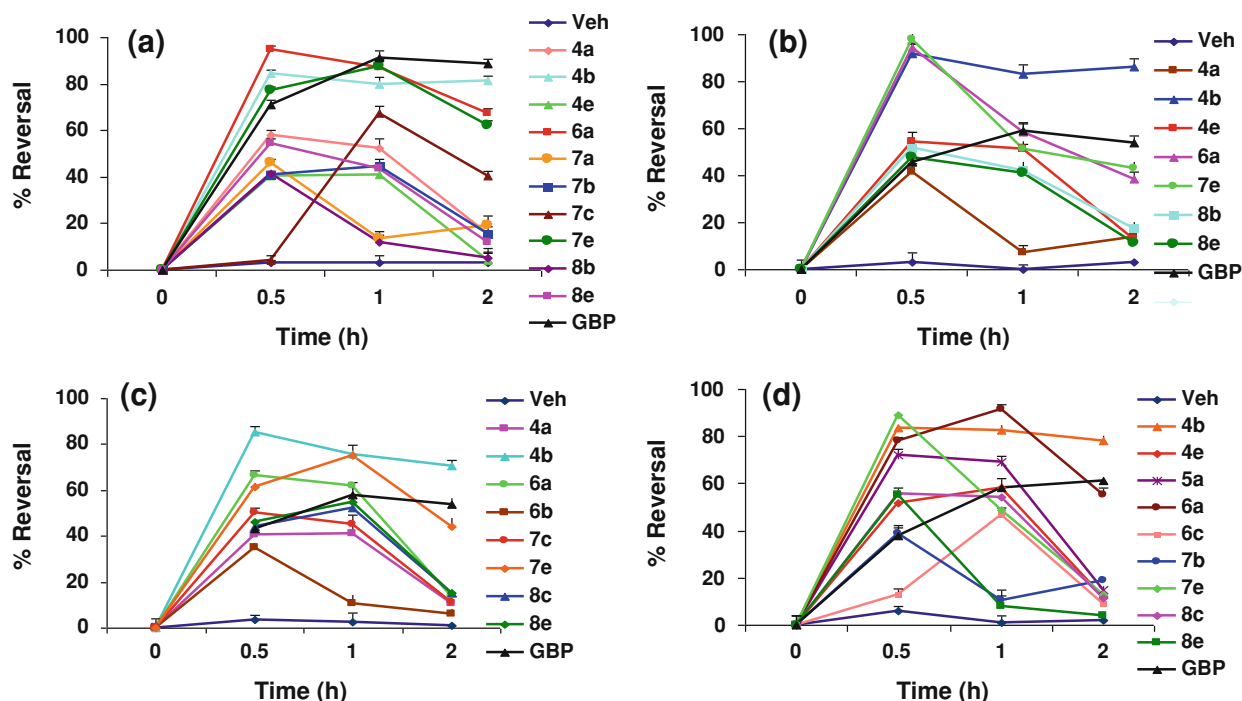 (a)
% Reversal
100
80
60
40
20
0
0 0.5 1 2
Time (h)
Veh
4a
4b
4e
6a
7a
7b
7c
7e
8b
8e
GBP
(b)
% Reversal
100
80
60
40
20
0
0 0.5 1 2
Time (h)
Veh
4a
4b
4e
6a
7e
8b
8e
GBP
(c)
% Reversal
100
80
60
40
20
0
0 0.5 1 2
Time (h)
Veh
4a
4b
6a
6b
7c
7e
8c
8e
GBP
(d)
% Reversal
100
80
60
40
20
0
0 0.5 1 2
Time (h)
Veh
4b
4e
5a
6a
6c
7b
7e
8c
8e
GBP